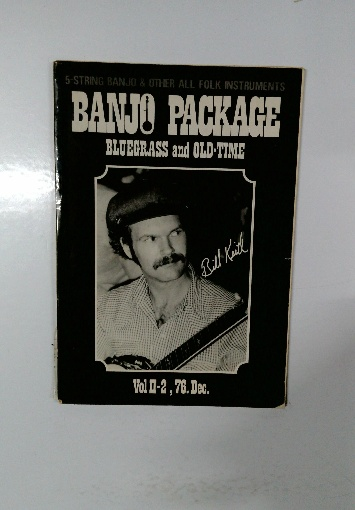 5-STRING BANJO & OTHER ALL FOLK INSTRUMENTS
BANJO PACKAGE
BLUEGRASS and OLD-TIME
Bill Keith
Vol II-2, 76. Dec.